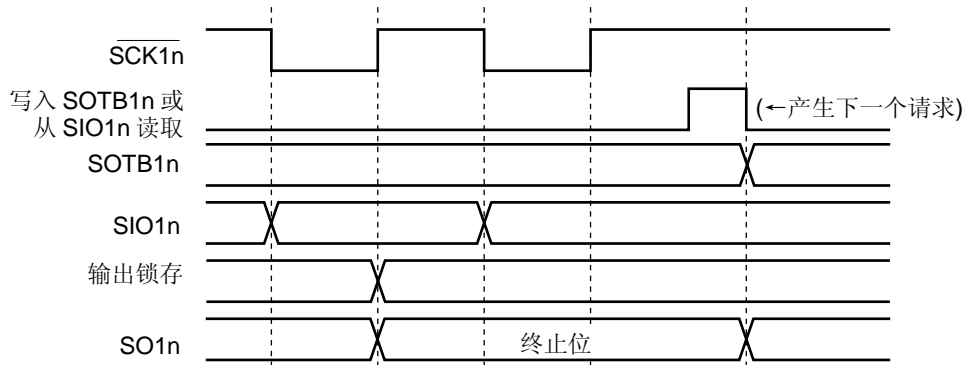 SCK1n
写入 SOTB1n 或
从 SIO1n 读取
(←产生下一个请求)
SOTB1n
SIO1n
输出锁存
SO1n
终止位